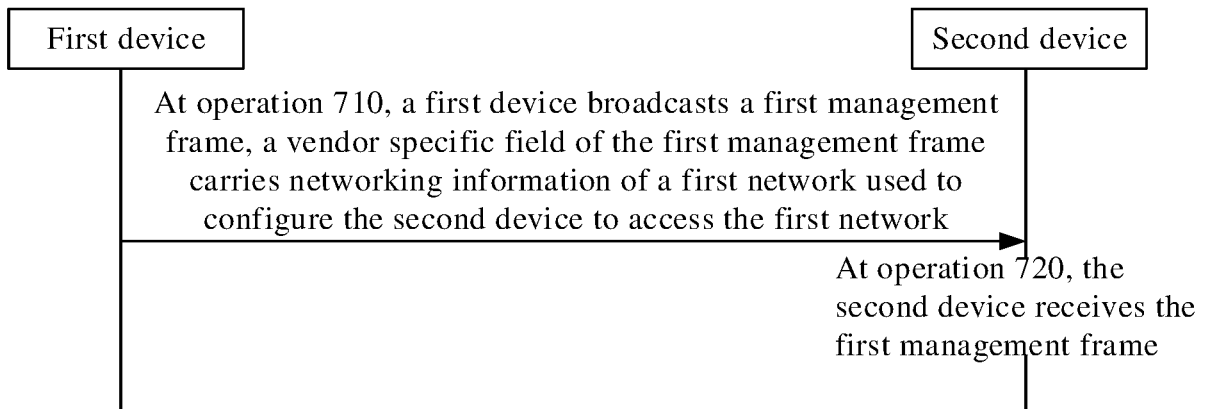 First device
Second device
At operation 710, a first device broadcasts a first management
frame, a vendor specific field of the first management frame
carries networking information of a first network used to
configure the second device to access the first network
At operation 720, the
second device receives the
first management frame